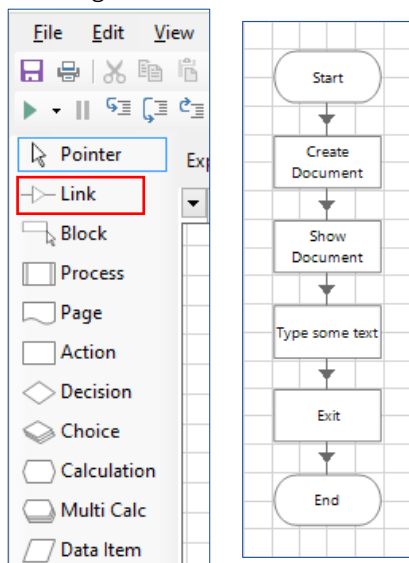 File Edit View
Pointer
Link
Block
Process
Page
Action
Decision
Choice
Calculation
Multi Calc
Data Item
Start
Create
Document
Show
Document
Type some text
Exit
End